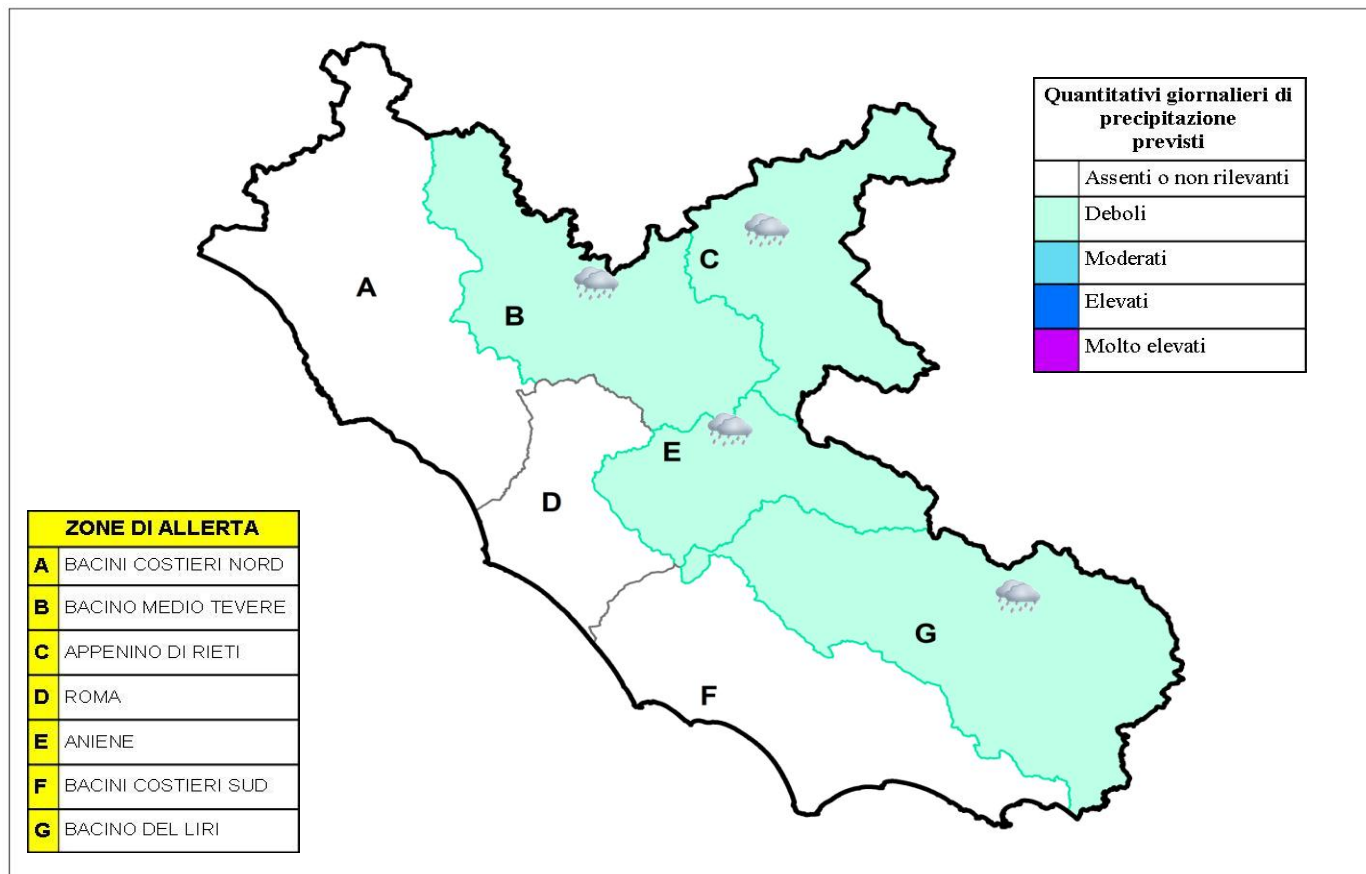 Quantitativi giornalieri di
precipitazione
previsti
Assenti o non rilevanti
Deboli
Moderati
Elevati
Molto elevati
A
B
C
D
E
F
G
ZONE DI ALLERTA
A BACINI COSTIERI NORD
B BACINO MEDIO TEVERE
C APPENINO DI RIETI
D ROMA
E ANIENE
F BACINI COSTIERI SUD
G BACINO DEL LIRI